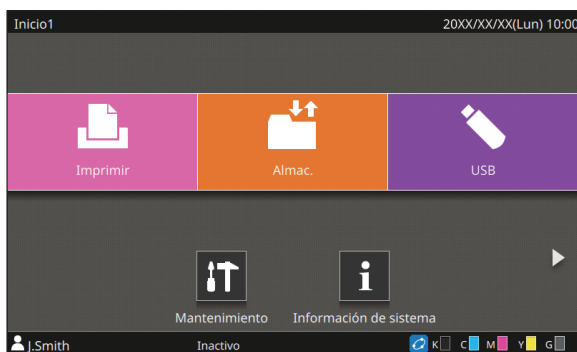 Inicio1 20XX/XX/XX(Lun) 10:00
Imprimir Almac. USB
Mantenimiento Información de sistema
J.Smith Inactivo K C M Y G